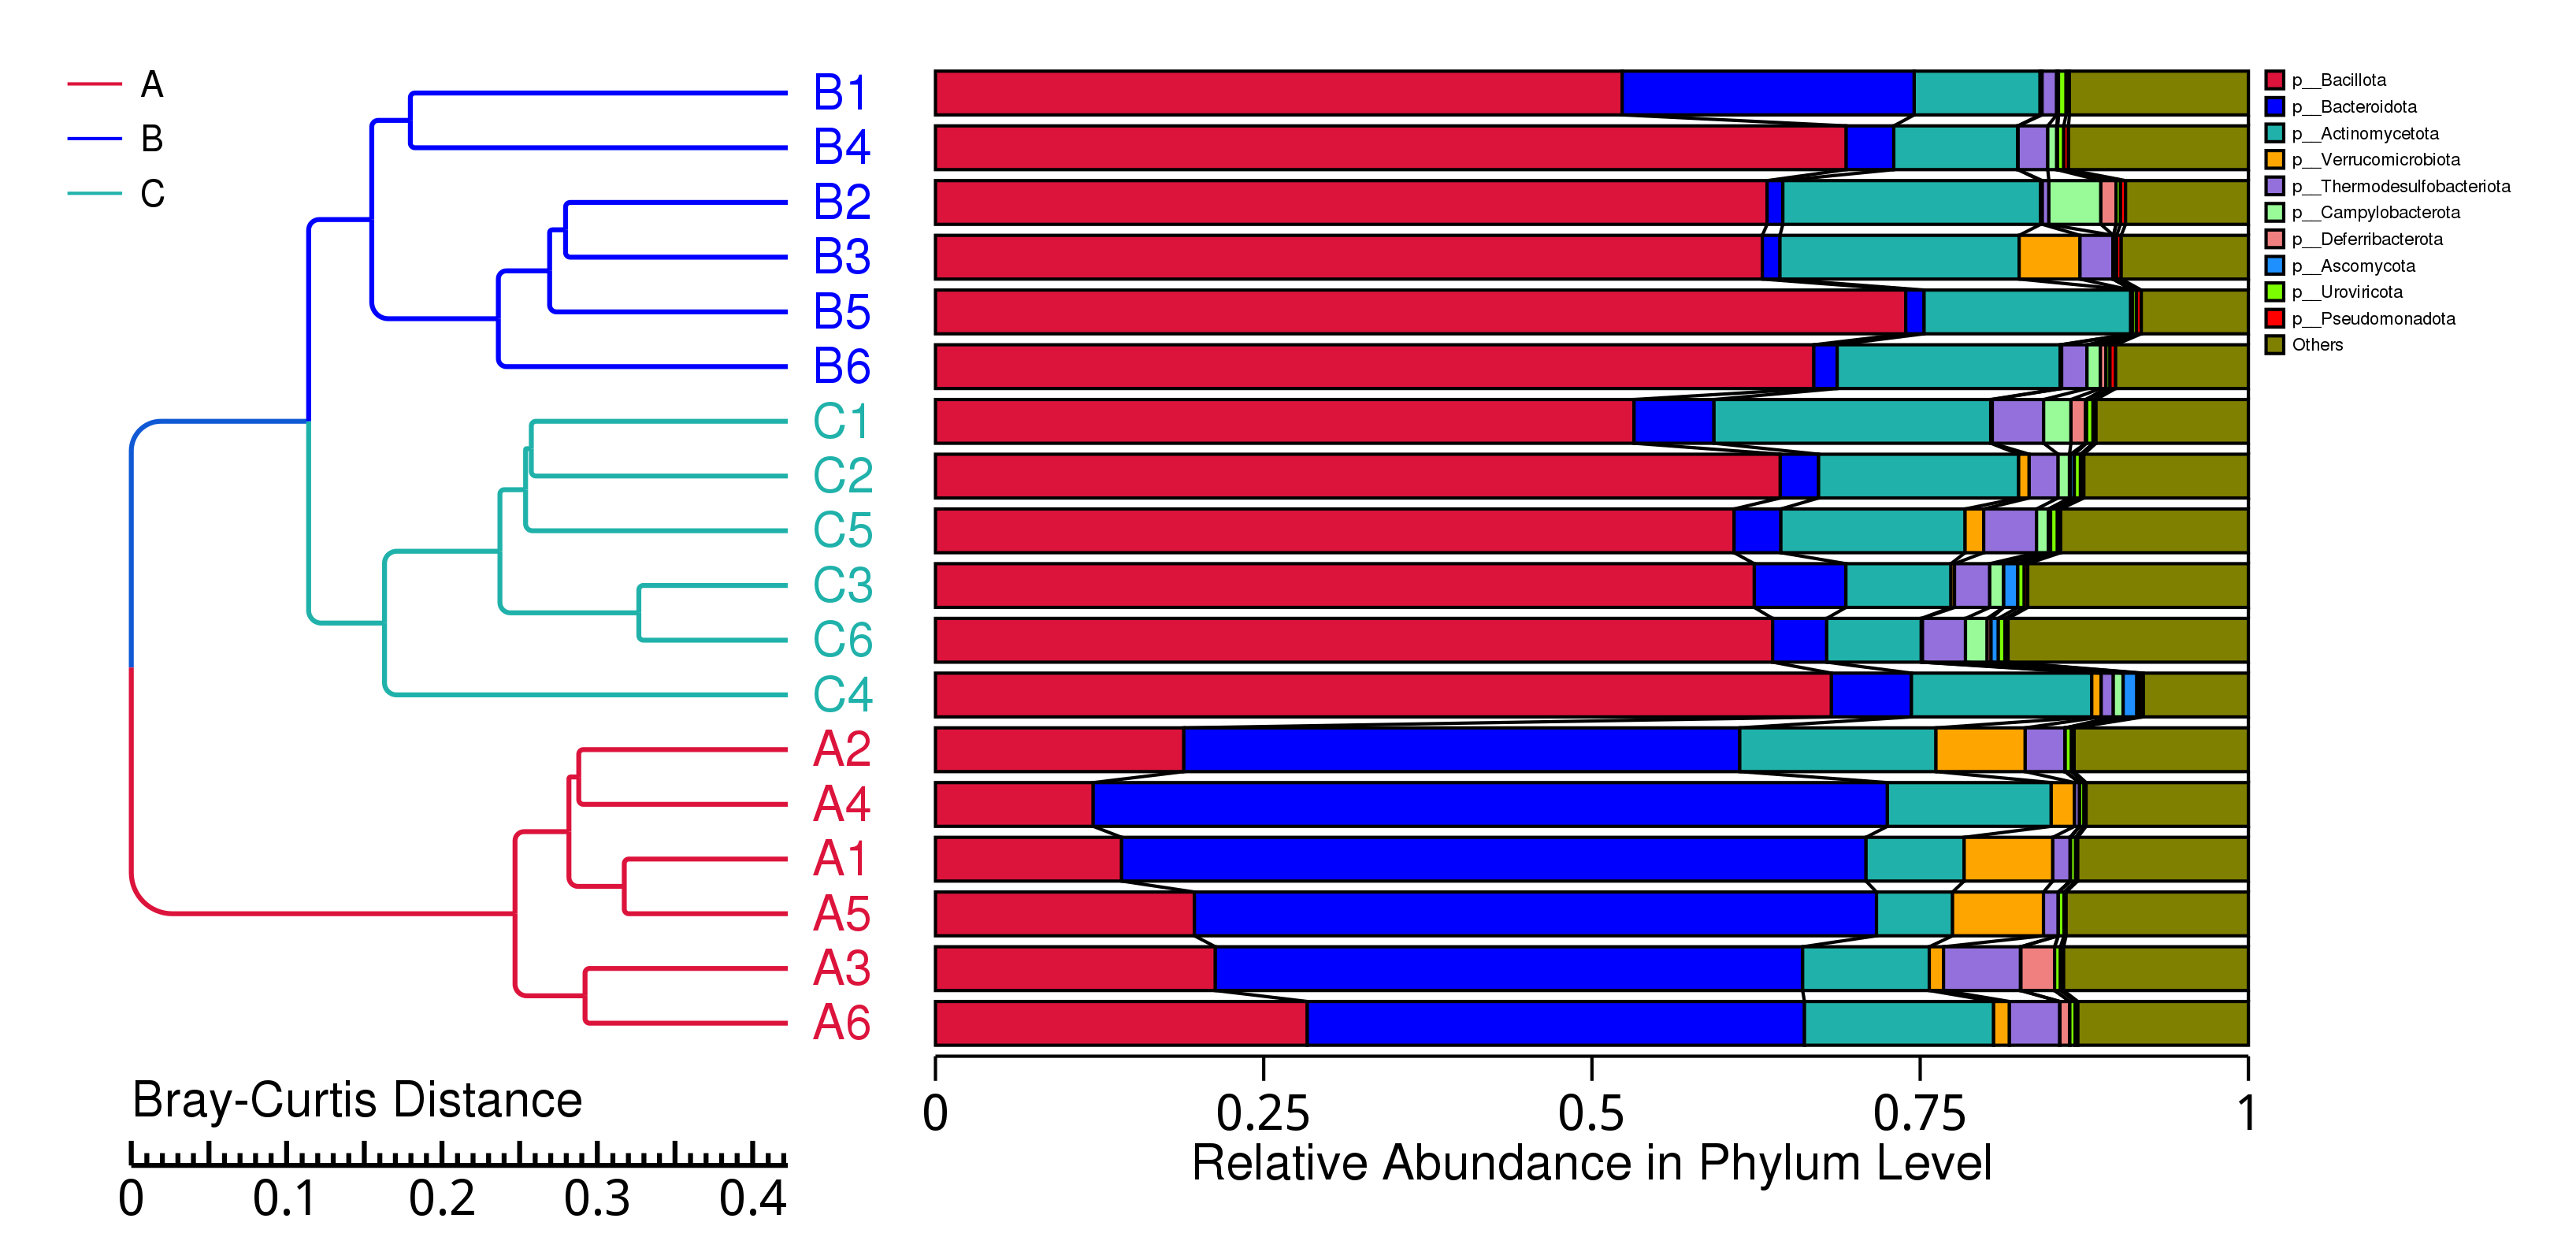 A
B
C
B1
B4
B2
B3
B5
B6
C1
C2
C5
C3
C6
C4
A2
A4
A1
A5
A3
A6
p__Bacillota
p__Bacteroidota
p__Actinomycetota
p__Verrucomicrobiota
p__Thermodesulfobacteriota
p__Campylobacterota
p__Deferribacterota
p__Ascomycota
p__Uroviricota
p__Pseudomonadota
Others
Bray-Curtis Distance
0 0.1 0.2 0.3 0.4
0 0.25 0.5 0.75 1
Relative Abundance in Phylum Level